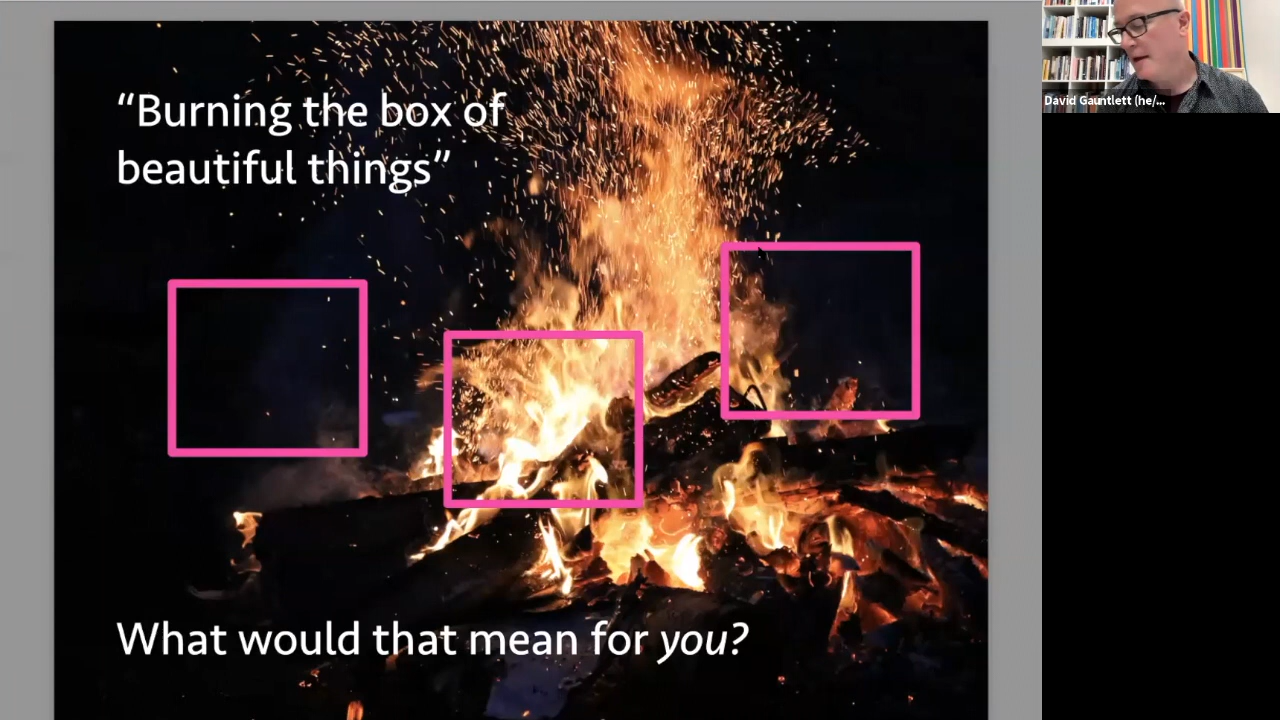 “Burning the box of
beautiful things”
What would that mean for you?
David Gauntlett (he/...